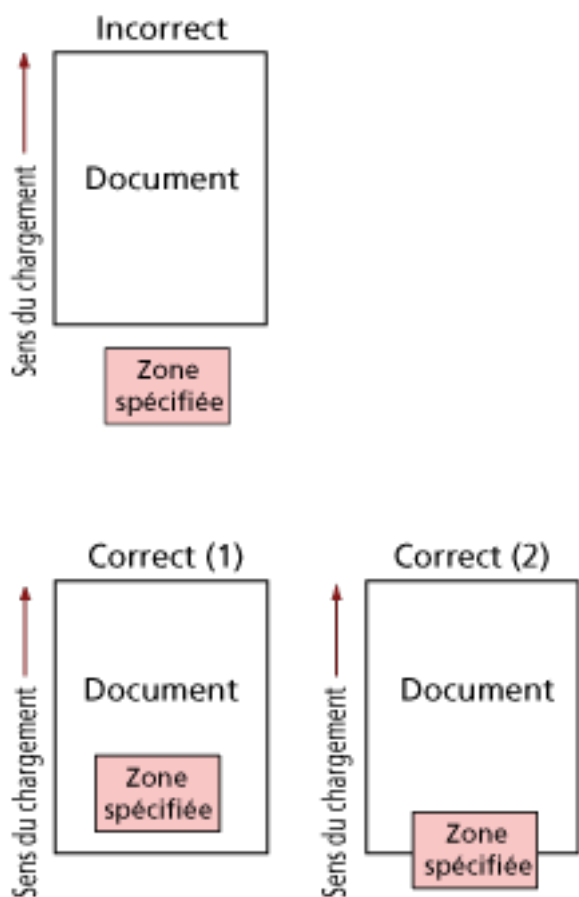 Incorrect
Sens du chargement
Document
Zone
spécifiée
Correct (1)
Sens du chargement
Document
Zone
spécifiée
Correct (2)
Sens du chargement
Document
Zone
spécifiée